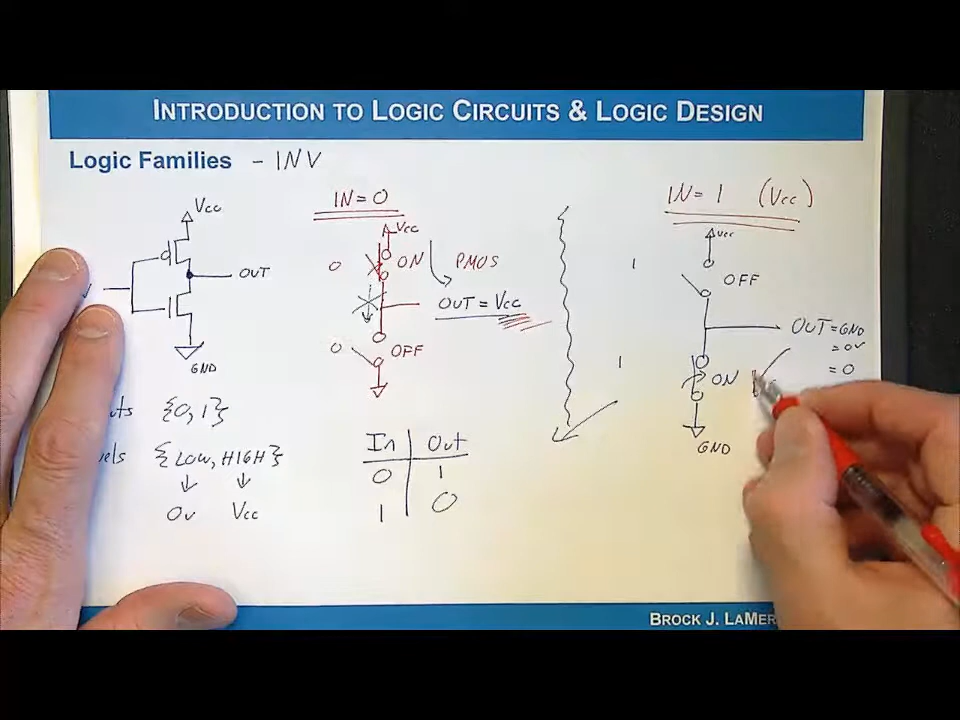 INTRODUCTION TO LOGIC CIRCUITS & LOGIC DESIGN
Logic Families - INV
Vcc
OUT
GND
{0,1}
{LOW, HIGH}
0V Vcc
IN=0
Vcc
0 ON PMOS
OUT = Vcc
0 OFF
In Out
0 1
1 0
IN= 1 (Vcc)
Vcc
1 OFF
OUT=GND
=0V
=0
1 ON
GND
BROCK J.